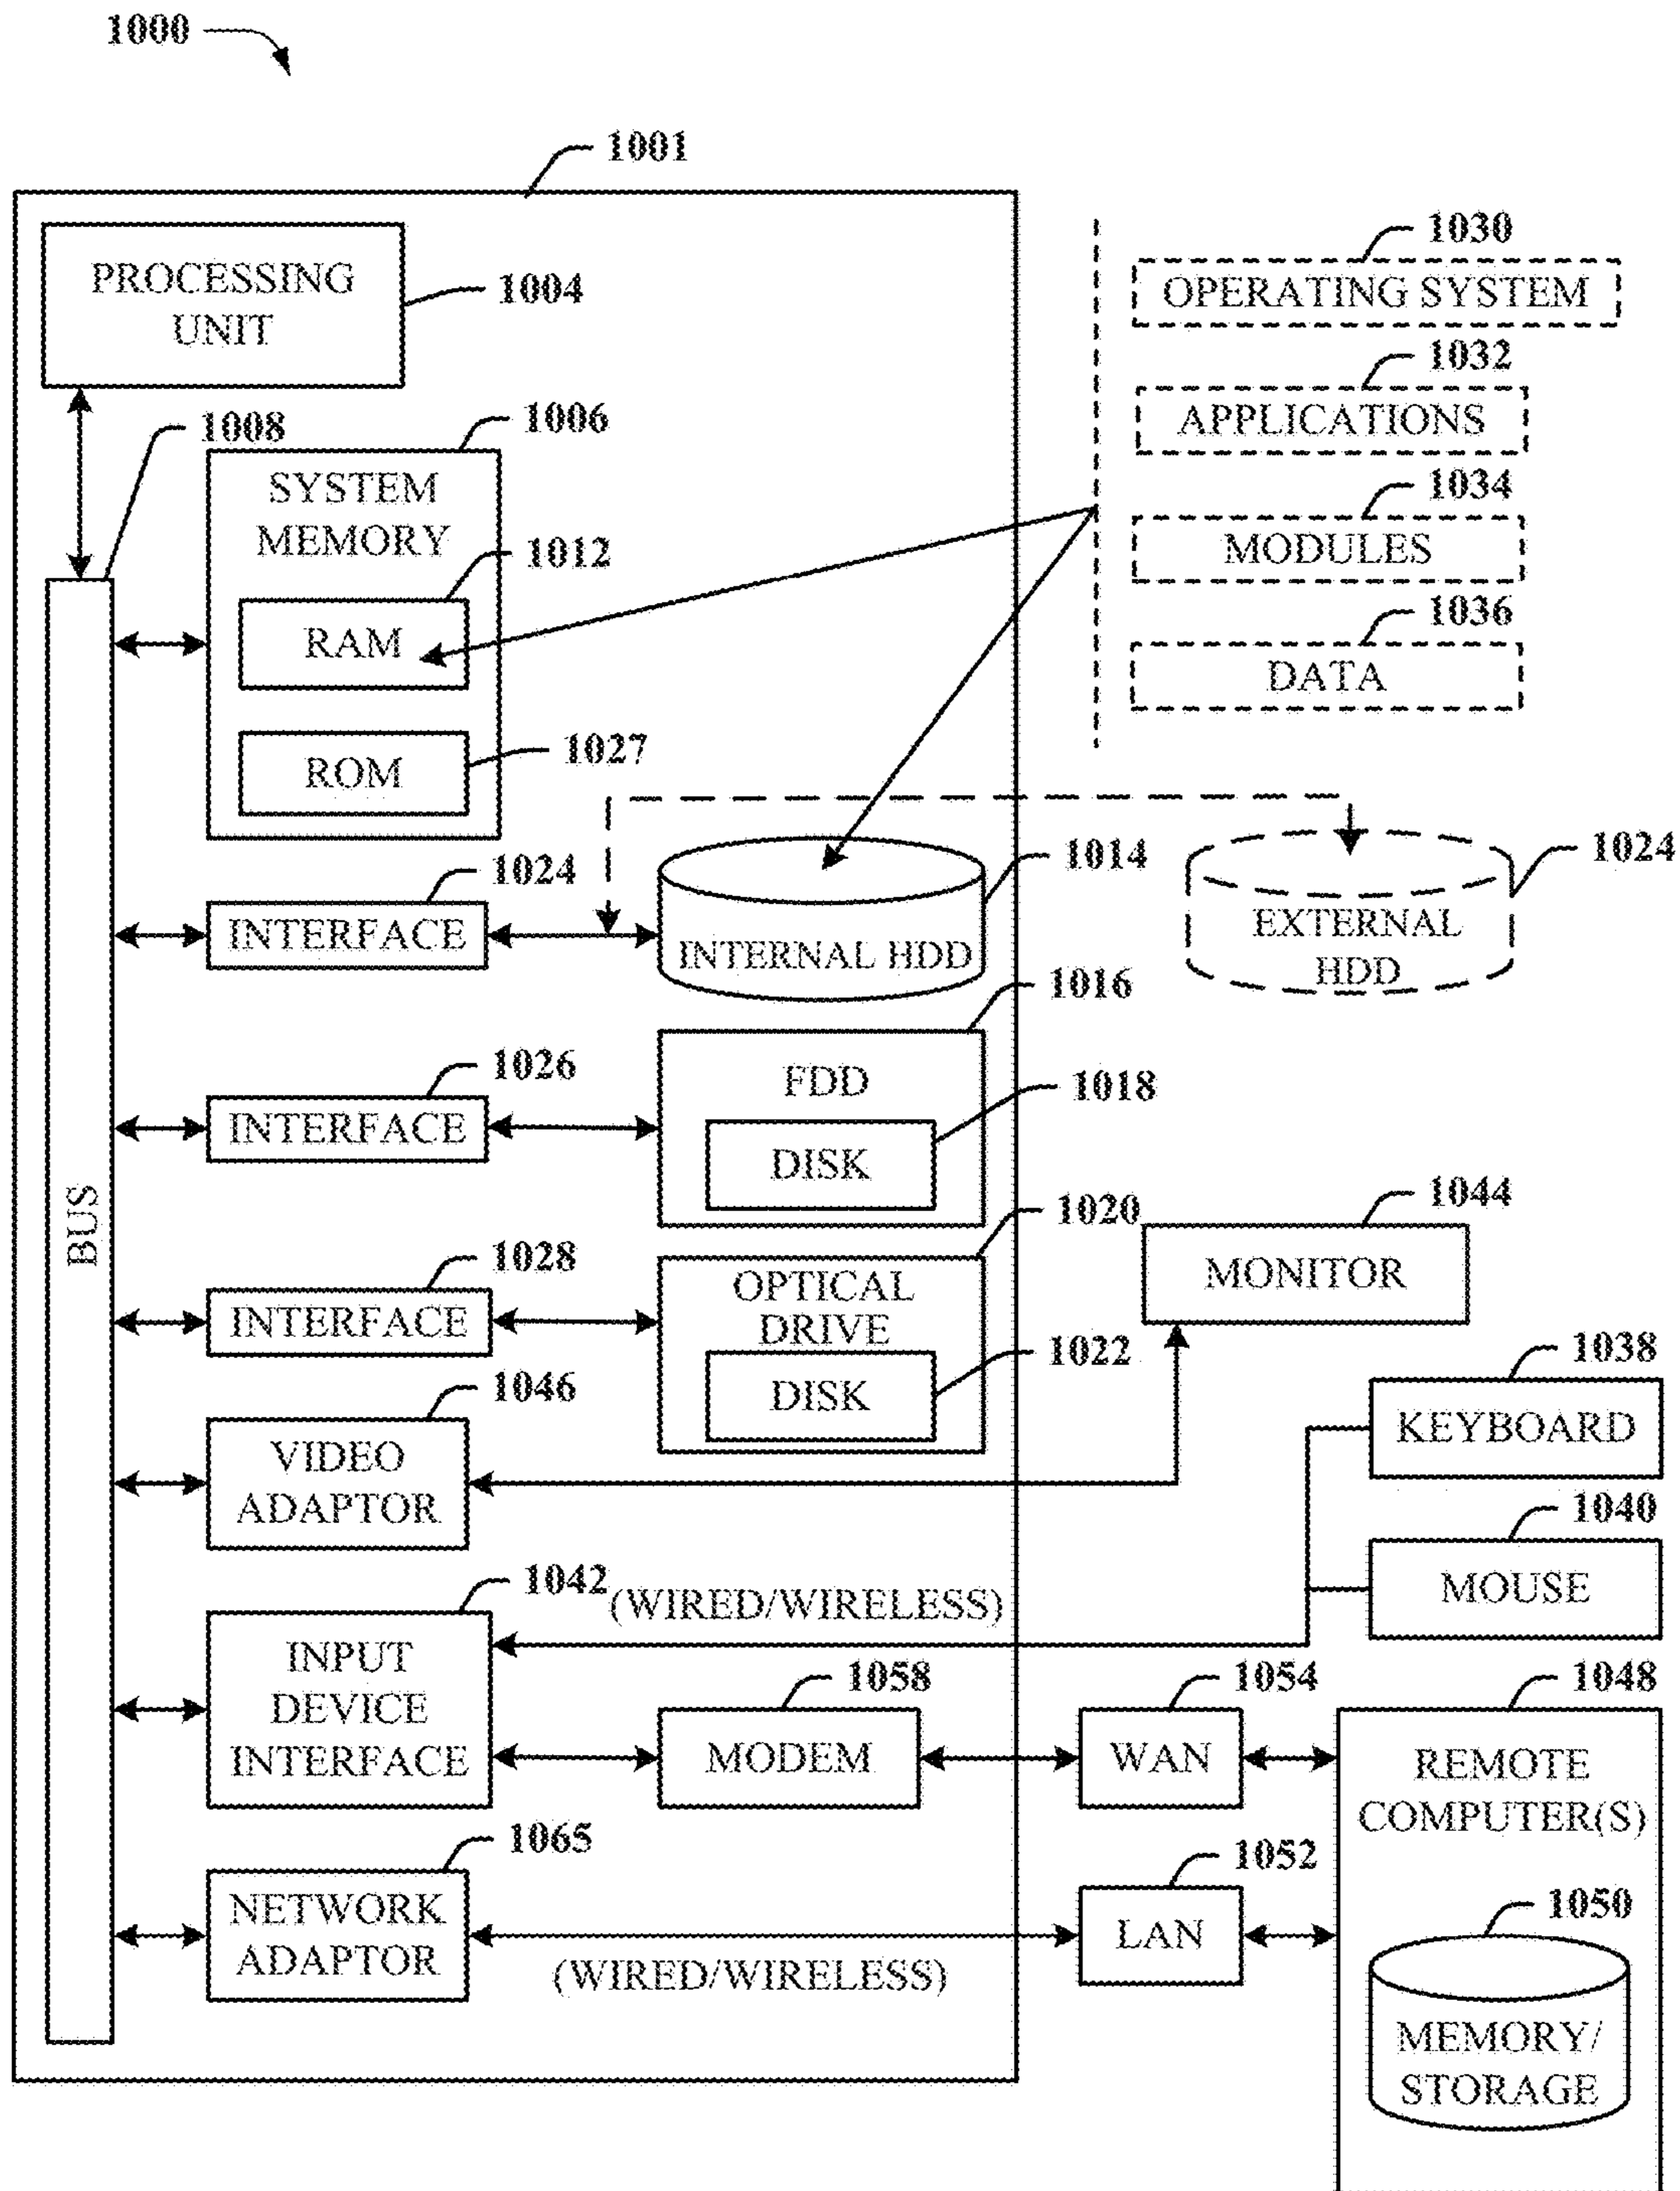 1000
1001
PROCESSING
UNIT
1004
1030
OPERATING SYSTEM
1032
APPLICATIONS
1034
MODULES
1036
DATA
1008
1006
SYSTEM
MEMORY
1012
RAM
1027
ROM
1024
INTERFACE
1014
INTERNAL HDD
1024
EXTERNAL
HDD
1016
1026
INTERFACE
FDD
1018
DISK
BUS
1020
1044
MONITOR
1028
INTERFACE
OPTICAL
DRIVE
1022
DISK
1038
KEYBOARD
1046
VIDEO
ADAPTOR
1040
MOUSE
1042
(WIRED/WIRELESS)
INPUT
DEVICE
INTERFACE
1058
MODEM
1054
WAN
1048
REMOTE
COMPUTER(S)
1065
NETWORK
ADAPTOR
(WIRED/WIRELESS)
1052
LAN
1050
MEMORY/
STORAGE